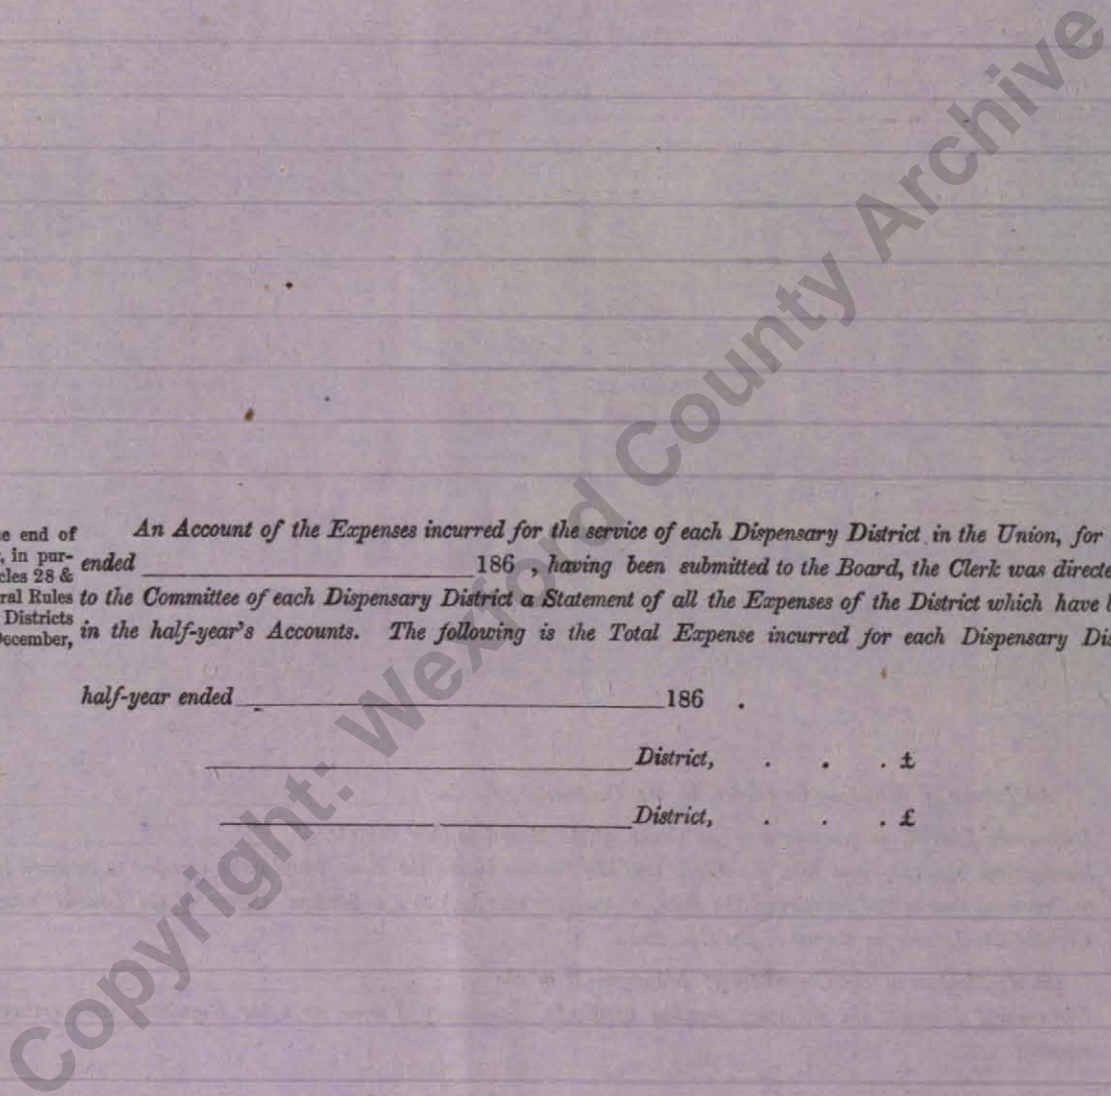 e end of
, in pur-
cles 28 &
ral Rules
Districts
December,
An Account of the Expenses incurred for the service of each Dispensary District in the Union, for
ended 186 , having been submitted to the Board, the Clerk was directe
to the Committee of each Dispensary District a Statement of all the Expenses of the District which have b
in the half-year's Accounts. The following is the Total Expense incurred for each Dispensary Dis
half-year ended 186 .
District, . . . £
District, . . . £
Copyright: Wexford County Archive